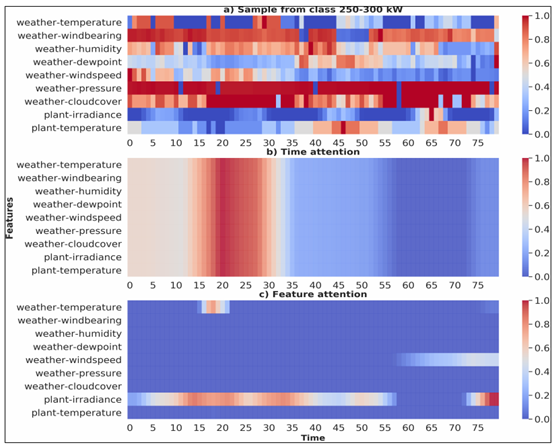 a) Sample from class 250-300 kW
weather-temperature
weather-windbearing
weather-humidity
weather-dewpoint
weather-windspeed
weather-pressure
weather-cloudcover
plant-irradiance
plant-temperature
0 5 10 15 20 25 30 35 40 45 50 55 60 65 70 75
1.0
0.8
0.6
0.4
0.2
0.0
b) Time attention
Features
weather-temperature
weather-windbearing
weather-humidity
weather-dewpoint
weather-windspeed
weather-pressure
weather-cloudcover
plant-irradiance
plant-temperature
0 5 10 15 20 25 30 35 40 45 50 55 60 65 70 75
1.0
0.8
0.6
0.4
0.2
0.0
c) Feature attention
weather-temperature
weather-windbearing
weather-humidity
weather-dewpoint
weather-windspeed
weather-pressure
weather-cloudcover
plant-irradiance
plant-temperature
0 5 10 15 20 25 30 35 40 45 50 55 60 65 70 75
1.0
0.8
0.6
0.4
0.2
0.0
Time